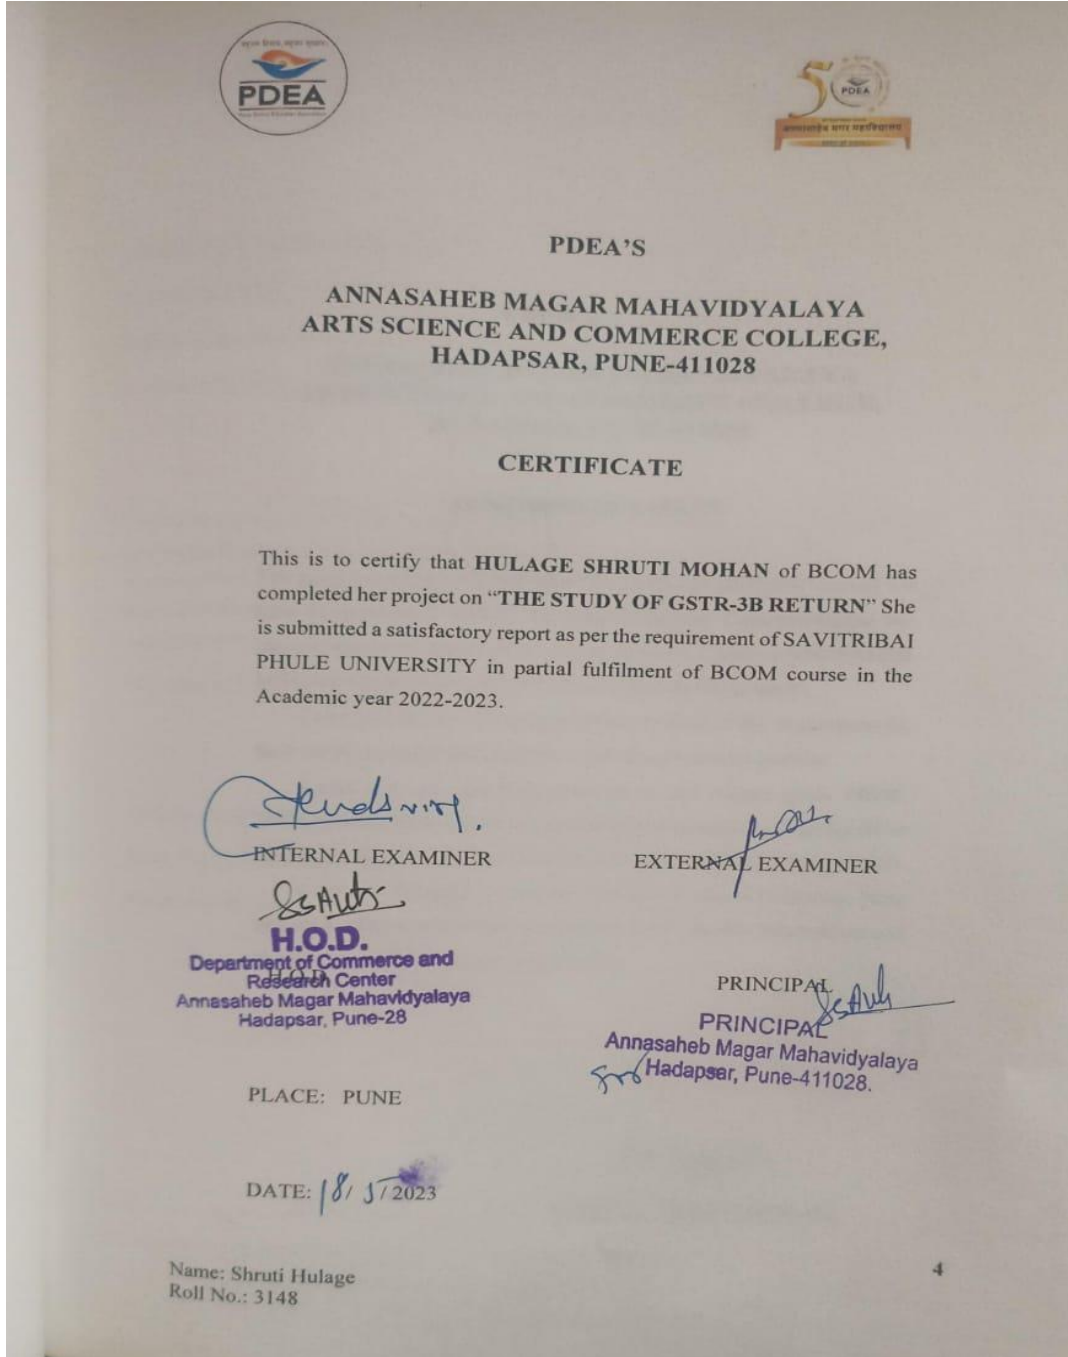 PDEA
PDEA
अण्णासाहेब मगर महाविद्यालय
PDEA'S
ANNASAHEB MAGAR MAHAVIDYALAYA
ARTS SCIENCE AND COMMERCE COLLEGE,
HADAPSAR, PUNE-411028
CERTIFICATE
This is to certify that HULAGE SHRUTI MOHAN of BCOM has
completed her project on “THE STUDY OF GSTR-3B RETURN” She
is submitted a satisfactory report as per the requirement of SAVITRIBAI
PHULE UNIVERSITY in partial fulfilment of BCOM course in the
Academic year 2022-2023.
INTERNAL EXAMINER
EXTERNAL EXAMINER
H.O.D.
Department of Commerce and
H.O.D
Research Center
Annasaheb Magar Mahavidyalaya
Hadapsar, Pune-28
PRINCIPAL
PRINCIPAL
Annasaheb Magar Mahavidyalaya
Hadapsar, Pune-411028.
PLACE: PUNE
DATE: 18/5/2023
Name: Shruti Hulage
Roll No.: 3148
4